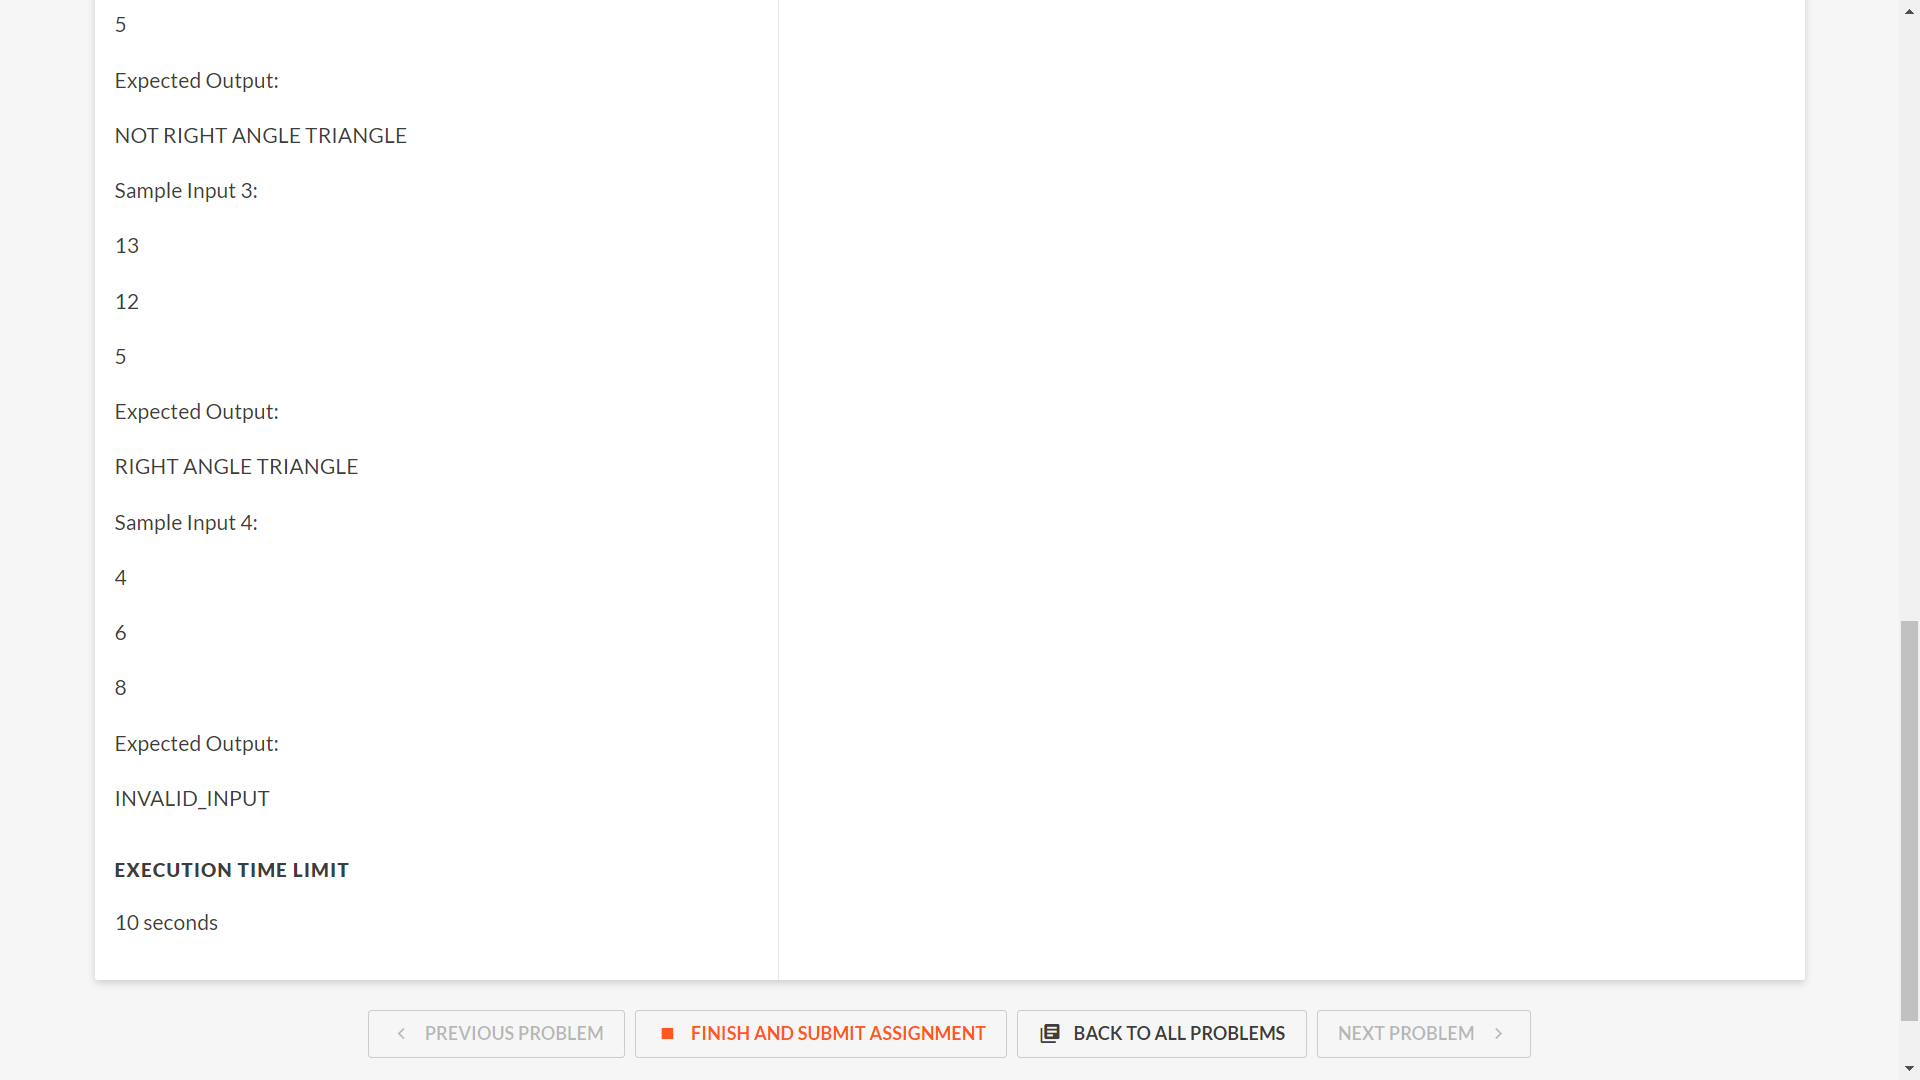 5
Expected Output:
NOT RIGHT ANGLE TRIANGLE
Sample Input 3:
13
12
5
Expected Output:
RIGHT ANGLE TRIANGLE
Sample Input 4:
4
6
8
Expected Output:
INVALID_INPUT
EXECUTION TIME LIMIT
10 seconds
PREVIOUS PROBLEM
FINISH AND SUBMIT ASSIGNMENT
BACK TO ALL PROBLEMS
NEXT PROBLEM